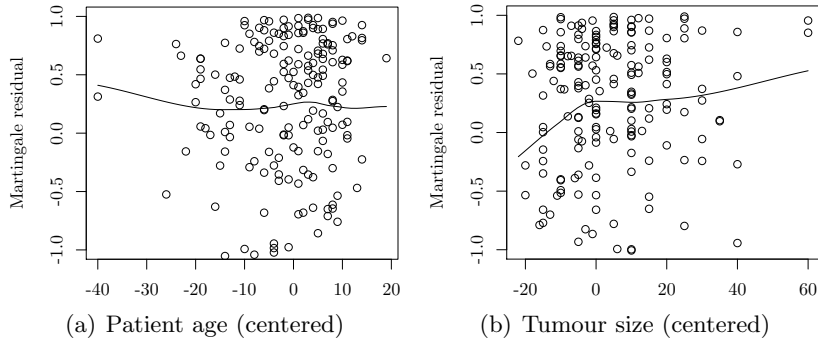 Martingale residual
1.0
0.5
0.0
-0.5
-1.0
-40 -30 -20 -10 0 10 20
(a) Patient age (centered)
Martingale residual
1.0
0.5
0.0
-0.5
-1.0
-20 0 20 40 60
(b) Tumour size (centered)